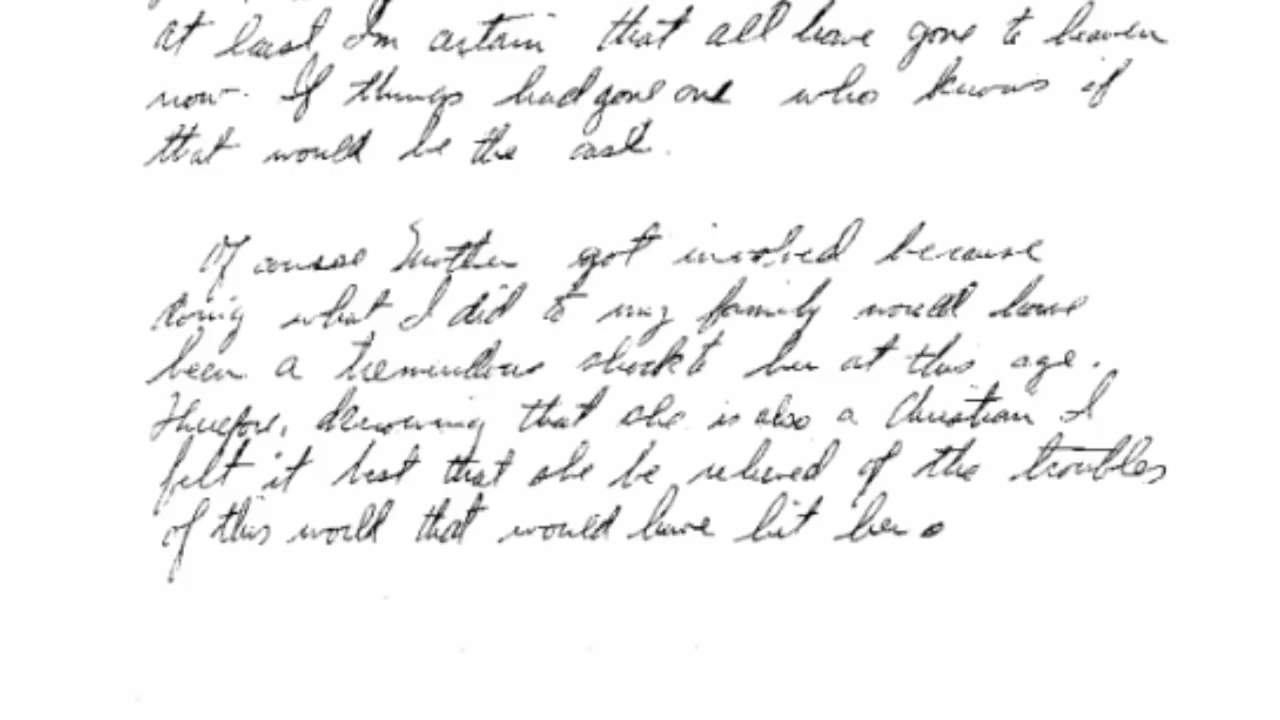 at least I'm certain that all have gone to heaven
now. If things had gone on who knows if
that would be the case.
Of course Mother got involved because
doing what I did to my family would have
been a tremendous shock to her at this age.
Therefore, knowing that she is also a Christian I
felt it best that she be relieved of the troubles
of this world that would have hit her.